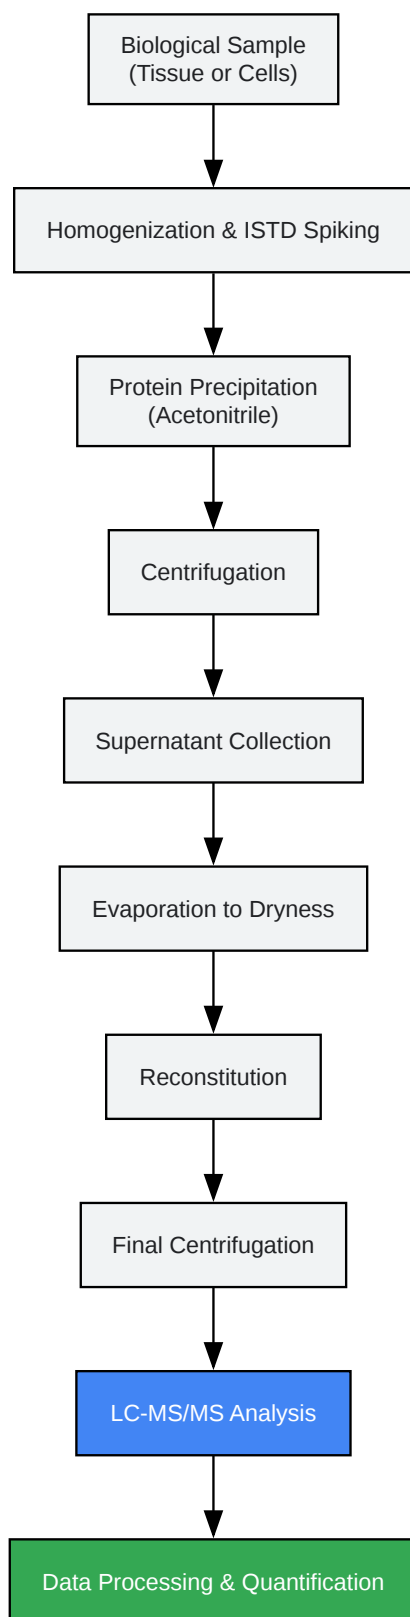 Biological Sample
(Tissue or Cells)
Homogenization & ISTD Spiking
Protein Precipitation
(Acetonitrile)
Centrifugation
Supernatant Collection
Evaporation to Dryness
Reconstitution
Final Centrifugation
LC-MS/MS Analysis
Data Processing & Quantification